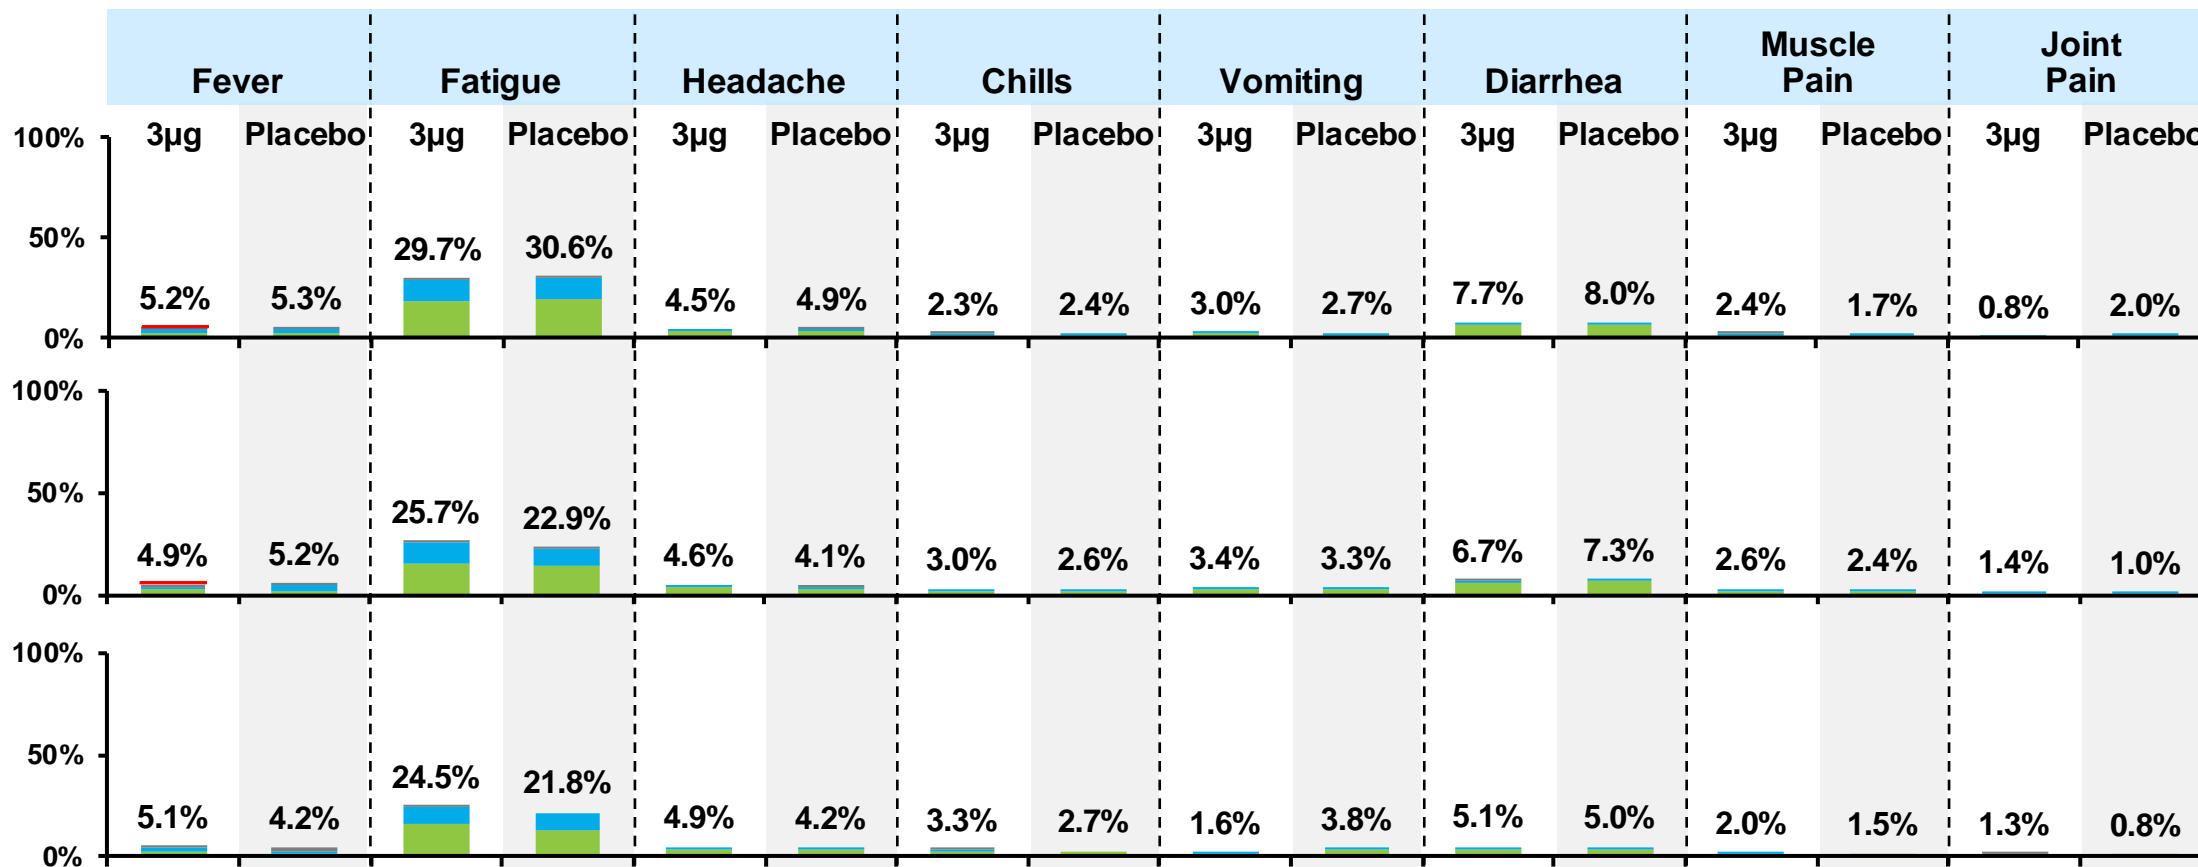 Fever Fatigue Headache Chills Vomiting Diarrhea Muscle Pain Joint Pain
3µg Placebo 3µg Placebo 3µg Placebo 3µg Placebo 3µg Placebo 3µg Placebo 3µg Placebo 3µg Placebo
100%
50%
0%
5.2% 5.3% 29.7% 30.6% 4.5% 4.9% 2.3% 2.4% 3.0% 2.7% 7.7% 8.0% 2.4% 1.7% 0.8% 2.0%
100%
50%
0%
4.9% 5.2% 25.7% 22.9% 4.6% 4.1% 3.0% 2.6% 3.4% 3.3% 6.7% 7.3% 2.6% 2.4% 1.4% 1.0%
100%
50%
0%
5.1% 4.2% 24.5% 21.8% 4.9% 4.2% 3.3% 2.7% 1.6% 3.8% 5.1% 5.0% 2.0% 1.5% 1.3% 0.8%